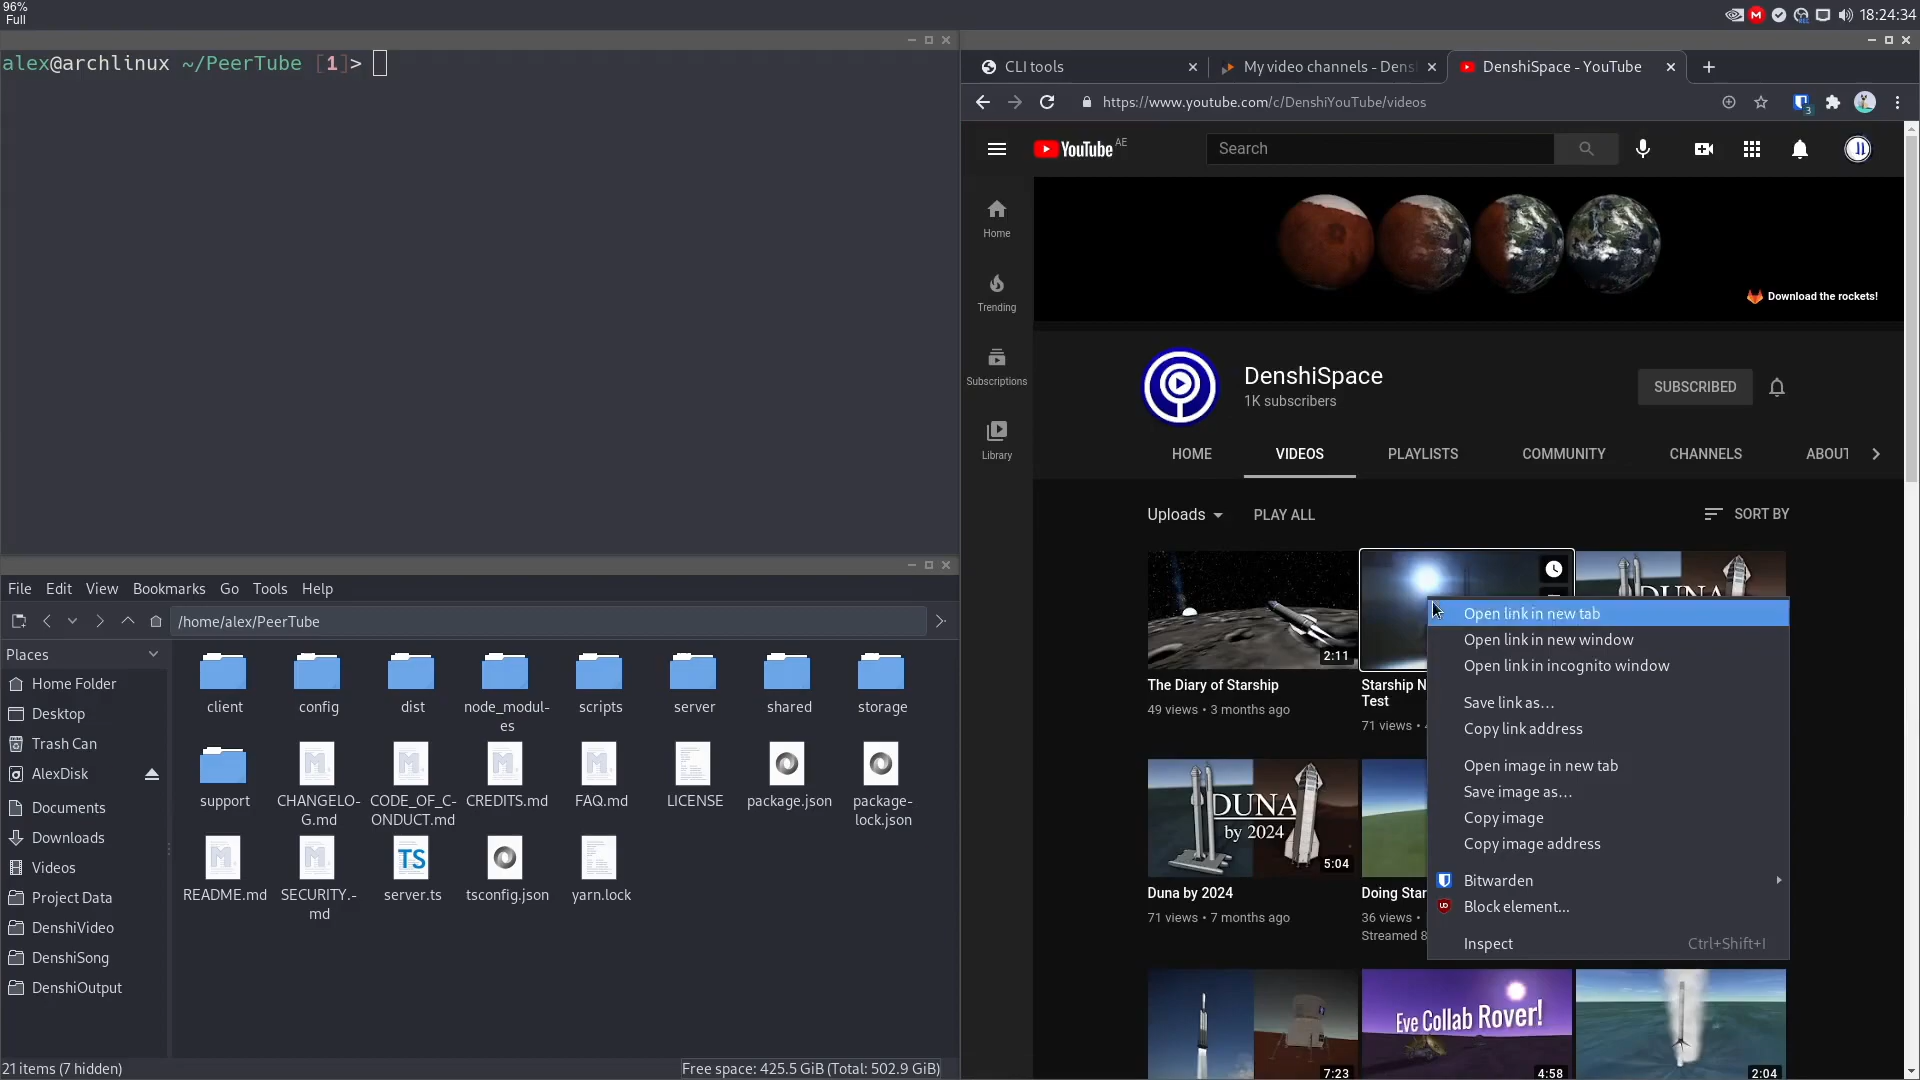 96%
Full
18:24:34
alex@archlinux ~/PeerTube [1]>
File Edit View Bookmarks Go Tools Help
/home/alex/PeerTube
Places
Home Folder
Desktop
Trash Can
AlexDisk
Documents
Downloads
Videos
Project Data
DenshiVideo
DenshiSong
DenshiOutput
client
config
dist
node_modul-
es
scripts
server
shared
storage
support
CHANGELO-
G.md
CODE_OF_C-
ONDUCT.md
CREDITS.md
FAQ.md
LICENSE
package.json
package-
lock.json
README.md
SECURITY.-
md
TS
server.ts
tsconfig.json
yarn.lock
21 items (7 hidden)
Free space: 425.5 GiB (Total: 502.9 GiB)
CLI tools
My video channels - Dens
DenshiSpace - YouTube
https://www.youtube.com/c/DenshiYouTube/videos
3
YouTube AE
Search
Home
Trending
Subscriptions
Library
Download the rockets!
DenshiSpace
1K subscribers
SUBSCRIBED
HOME VIDEOS PLAYLISTS COMMUNITY CHANNELS ABOUT
Uploads PLAY ALL
SORT BY
2:11
The Diary of Starship
49 views • 3 months ago
Starship N
Test
71 views •
DUNA
DUNA
by 2024
5:04
Duna by 2024
71 views • 7 months ago
Doing Star
36 views •
Streamed 8
7:23
Eve Collab Rover!
4:58
2:04
Open link in new tab
Open link in new window
Open link in incognito window
Save link as...
Copy link address
Open image in new tab
Save image as...
Copy image
Copy image address
Bitwarden
Block element...
Inspect Ctrl+Shift+I